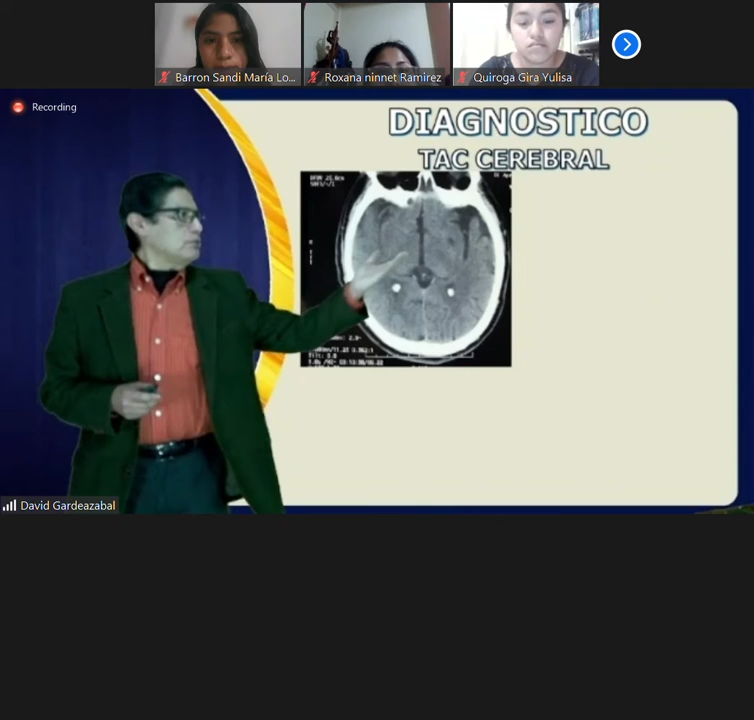 Barron Sandi María Lo...
Roxana ninnet Ramirez
Quiroga Gira Yulisa
Recording
DIAGNOSTICO
TAC CEREBRAL
David Gardeazabal